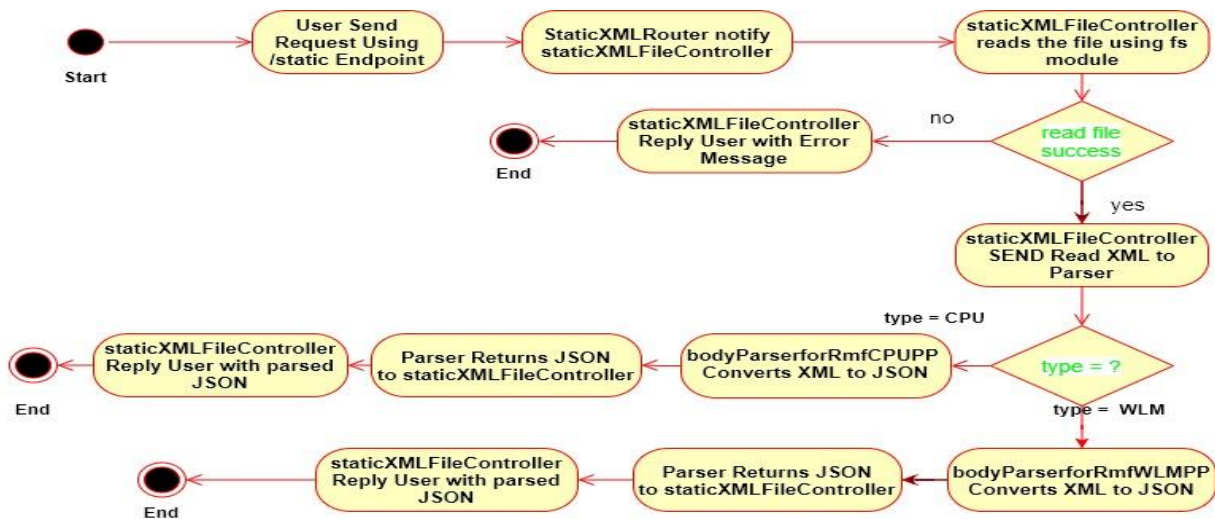 User Send
Request Using
/static Endpoint
StaticXMLRouter notify
staticXMLFileController
staticXMLFileController
reads the file using fs
module
Start
no
staticXMLFileController
Reply User with Error
Message
read file
success
End
yes
staticXMLFileController
SEND Read XML to
Parser
type = CPU
staticXMLFileController
Reply User with parsed
JSON
Parser Returns JSON
to staticXMLFileController
bodyParserforRmfCPUPP
Converts XML to JSON
type = ?
End
type = WLM
staticXMLFileController
Reply User with parsed
JSON
Parser Returns JSON
to staticXMLFileController
bodyParserforRmfWLMPP
Converts XML to JSON
End